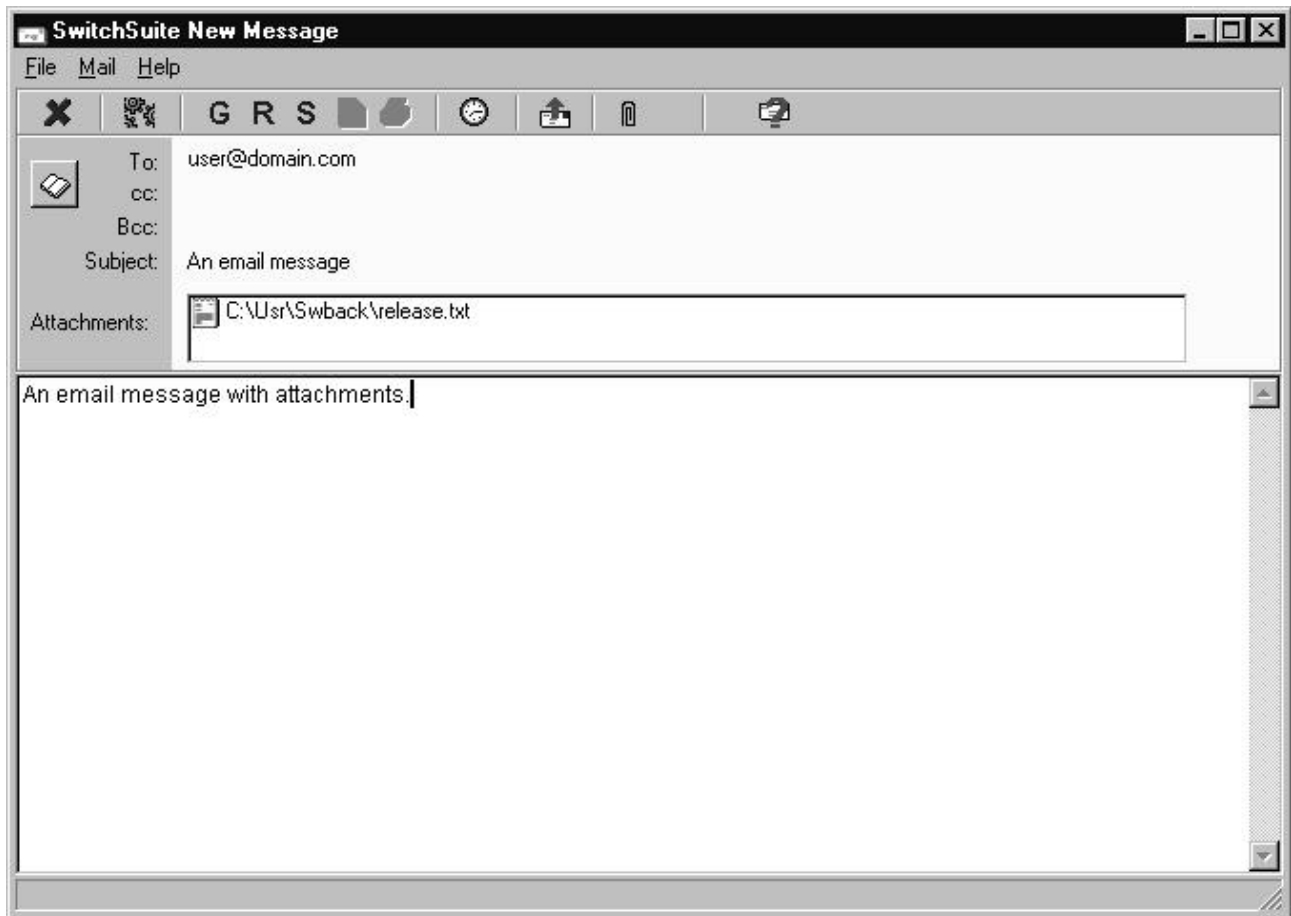 SwitchSuite New Message
File Mail Help
G R S
To: user@domain.com
cc:
Bcc:
Subject: An email message
Attachments: C:\Usr\Swback\release.txt
An email message with attachments.